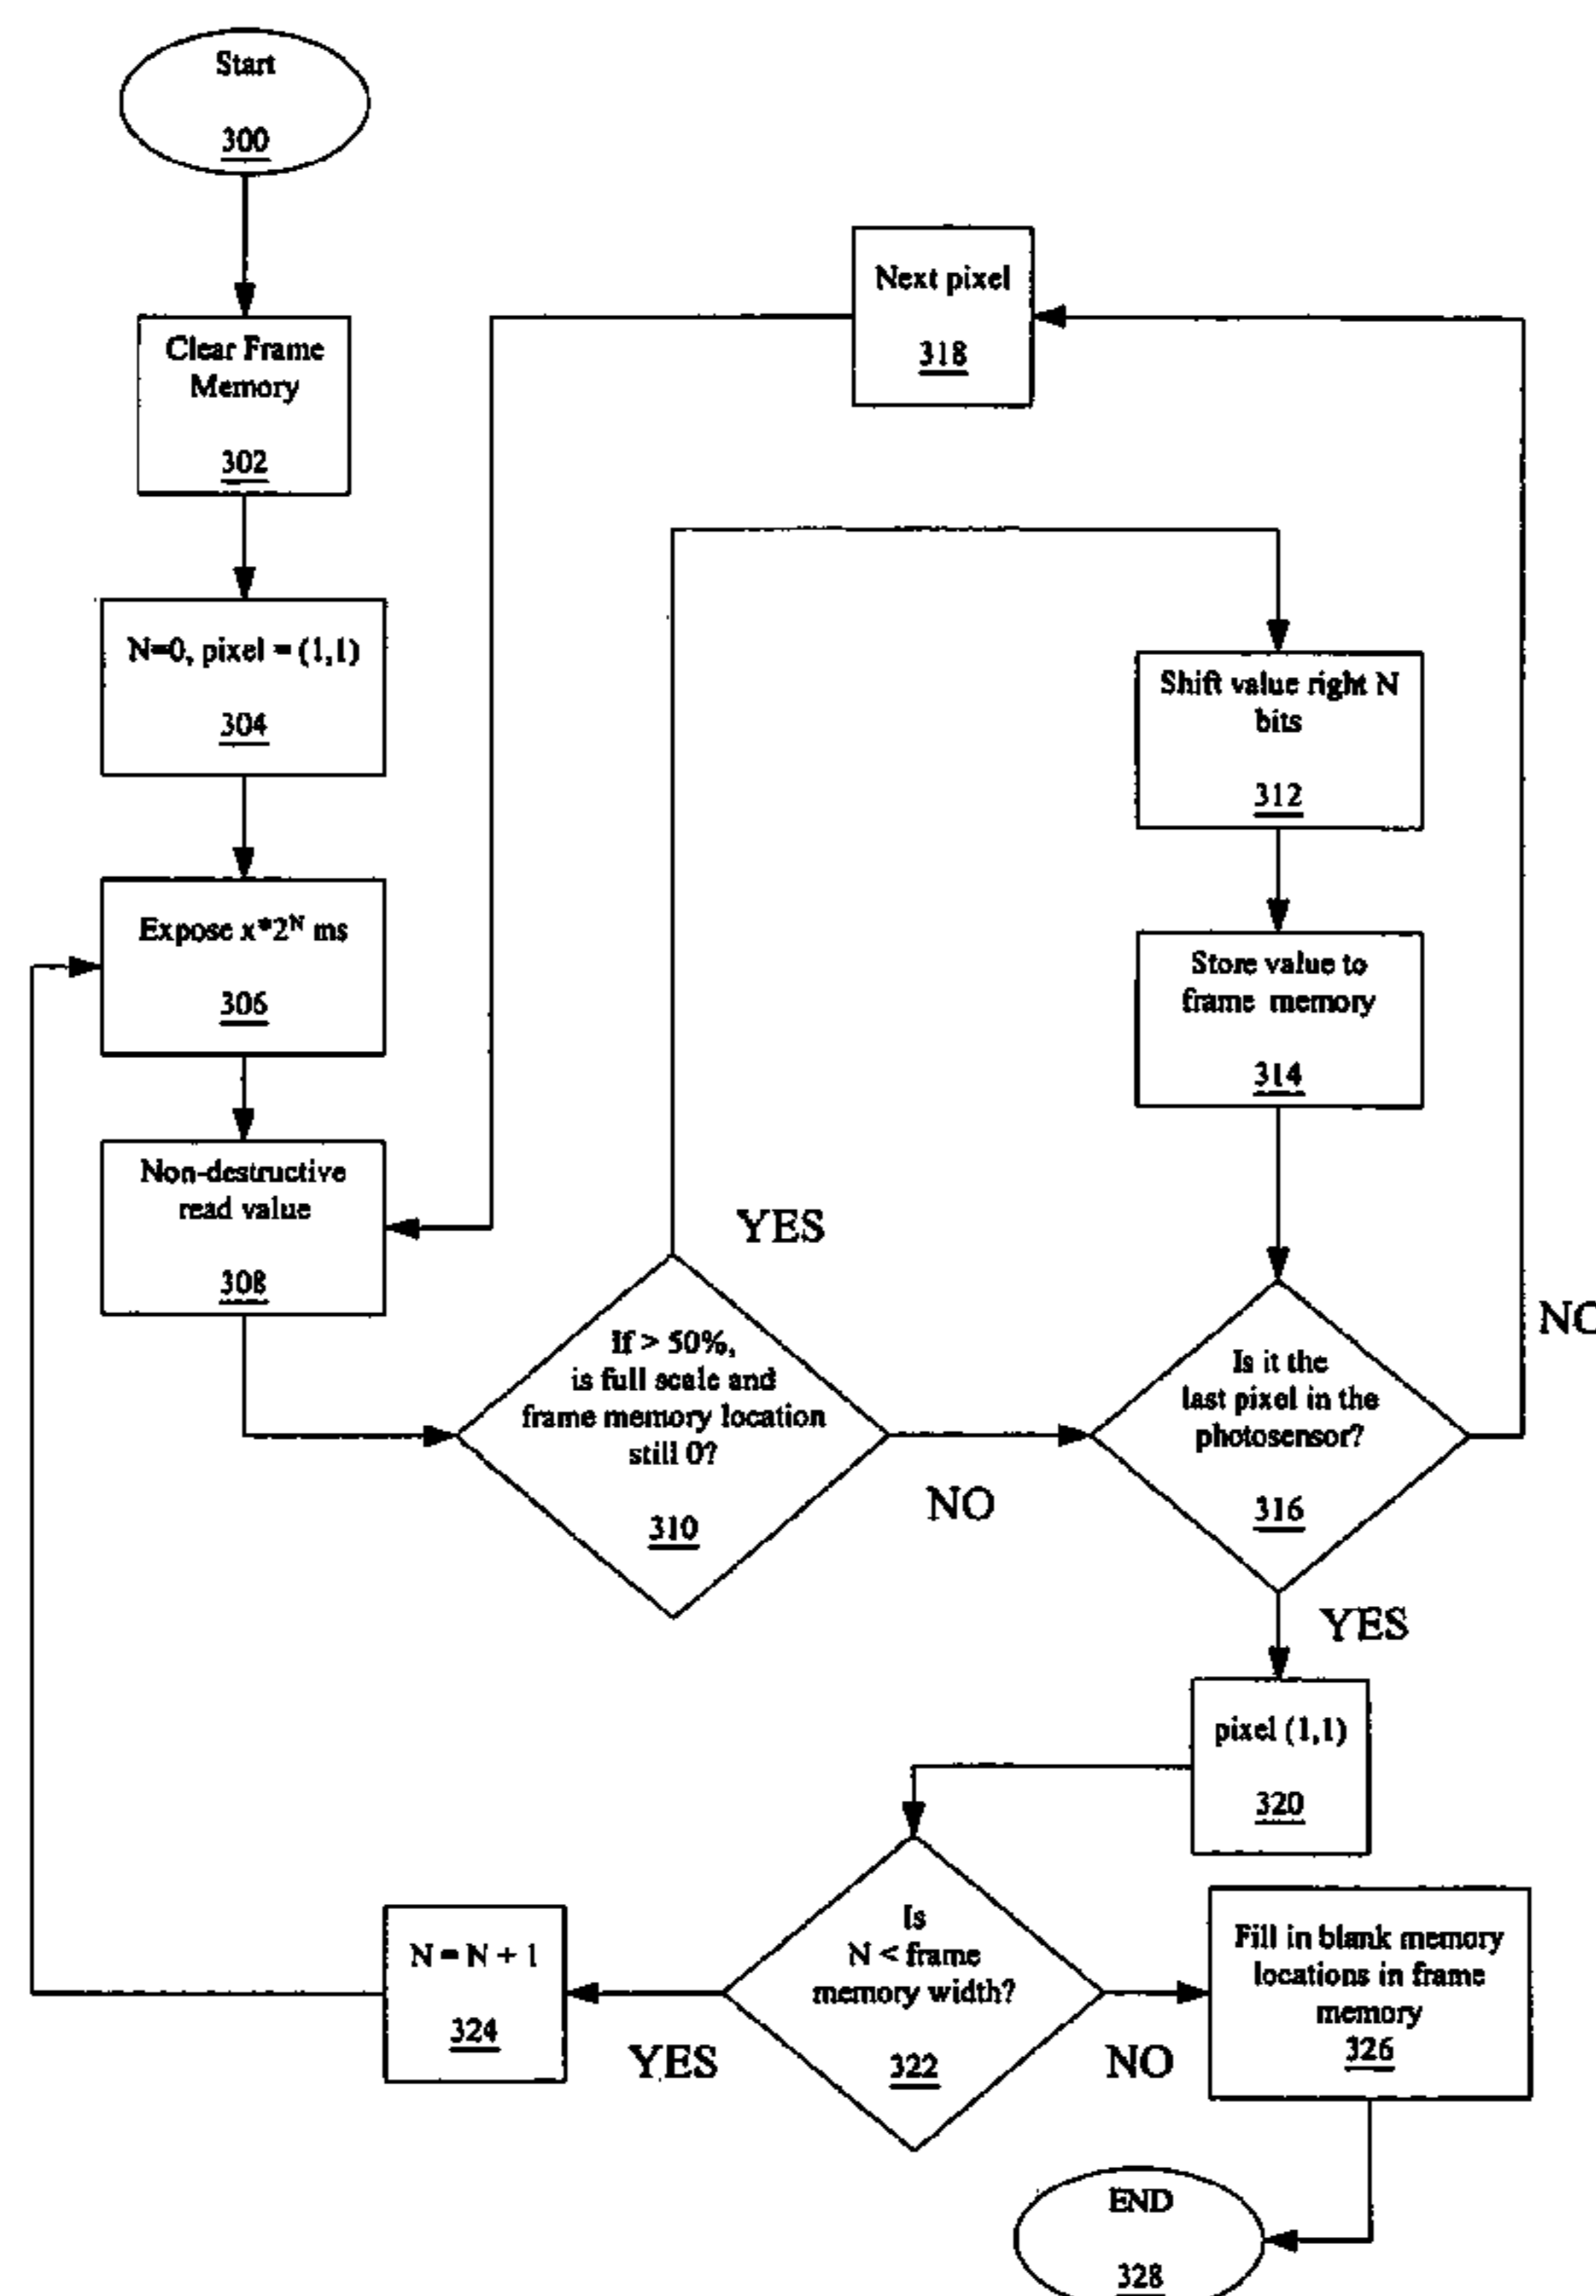 Start
300
Clear Frame
Memory
302
N=0, pixel = (1,1)
304
Expose x*2ᴺ ms
306
Non-destructive
read value
308
Next pixel
318
YES
If > 50%,
is full scale and
frame memory location
still 0?
310
NO
Shift value right N
bits
312
Store value to
frame memory
314
Is it the
last pixel in the
photosensor?
316
NO
YES
pixel (1,1)
320
Is
N < frame
memory width?
322
YES
N = N + 1
324
NO
Fill in blank memory
locations in frame
memory
326
END
328